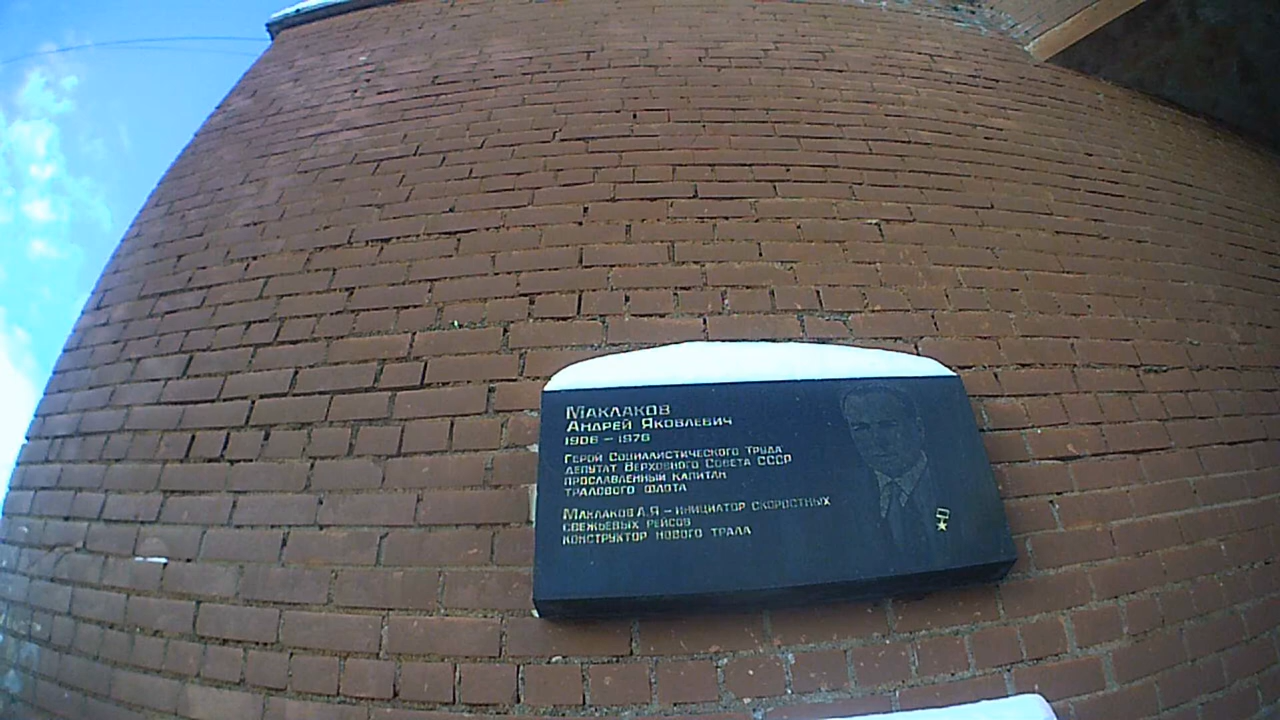 Маклаков
Андрей Яковлевич
1906 – 1976
Герой Социалистического Труда
депутат Верховного Совета СССР
прославленный капитан
тралового флота
Маклаков А.Я – инициатор скоростных
свежьевых рейсов
конструктор нового трала